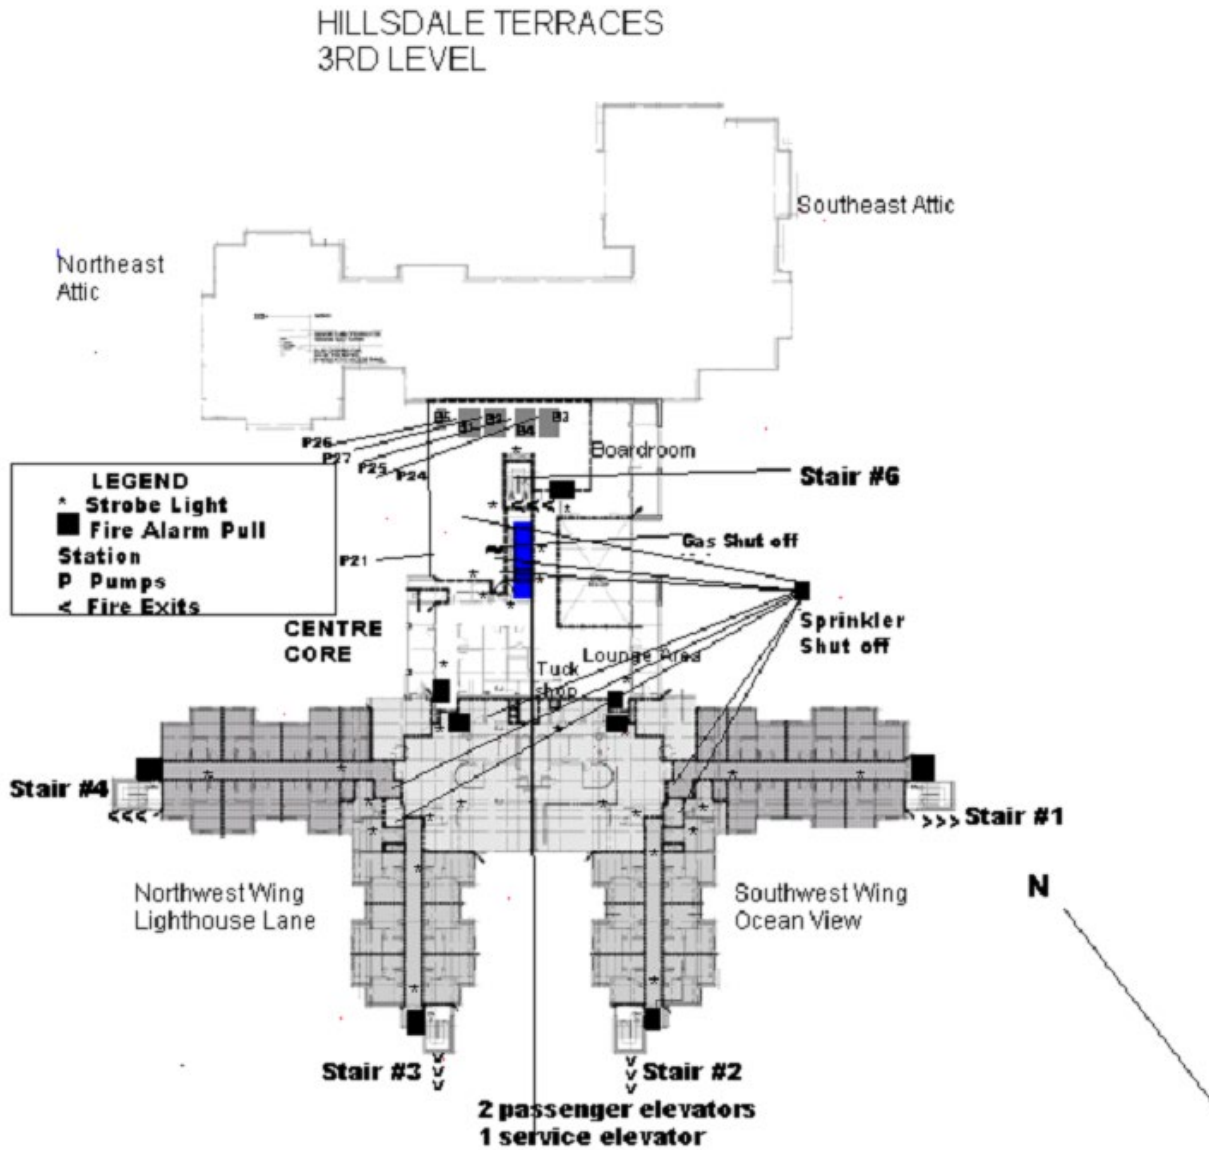 HILLSDALE TERRACES
3RD LEVEL
Southeast Attic
Northeast
Attic
B3
B4
Boardroom
P26
P27
P25
P24
Stair #6
LEGEND
* Strobe Light
Fire Alarm Pull
Station
P Pumps
< Fire Exits
<<<
Gas Shut off
P21
Sprinkler
Shut off
CENTRE
CORE
Lounge Area
Tuck
shop
Stair #4
<<<
>>> Stair #1
Northwest Wing
Lighthouse Lane
Southwest Wing
Ocean View
N
Stair #3
Stair #2
2 passenger elevators
1 service elevator